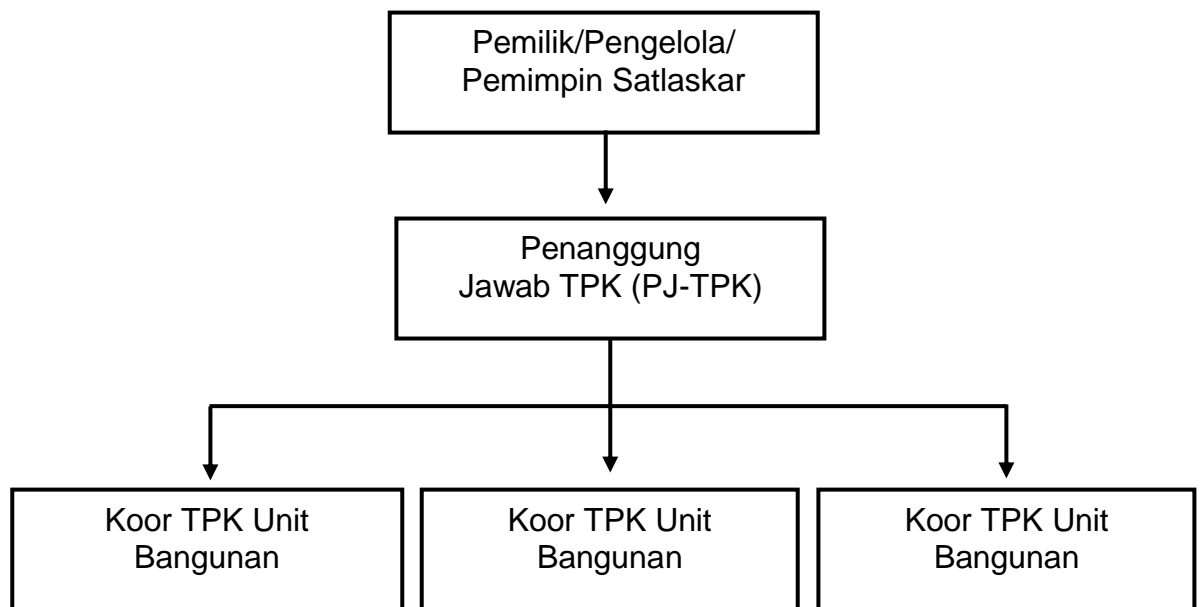 Pemilik/Pengelola/
Pemimpin Satlaskar
Penanggung
Jawab TPK (PJ-TPK)
Koor TPK Unit
Bangunan
Koor TPK Unit
Bangunan
Koor TPK Unit
Bangunan